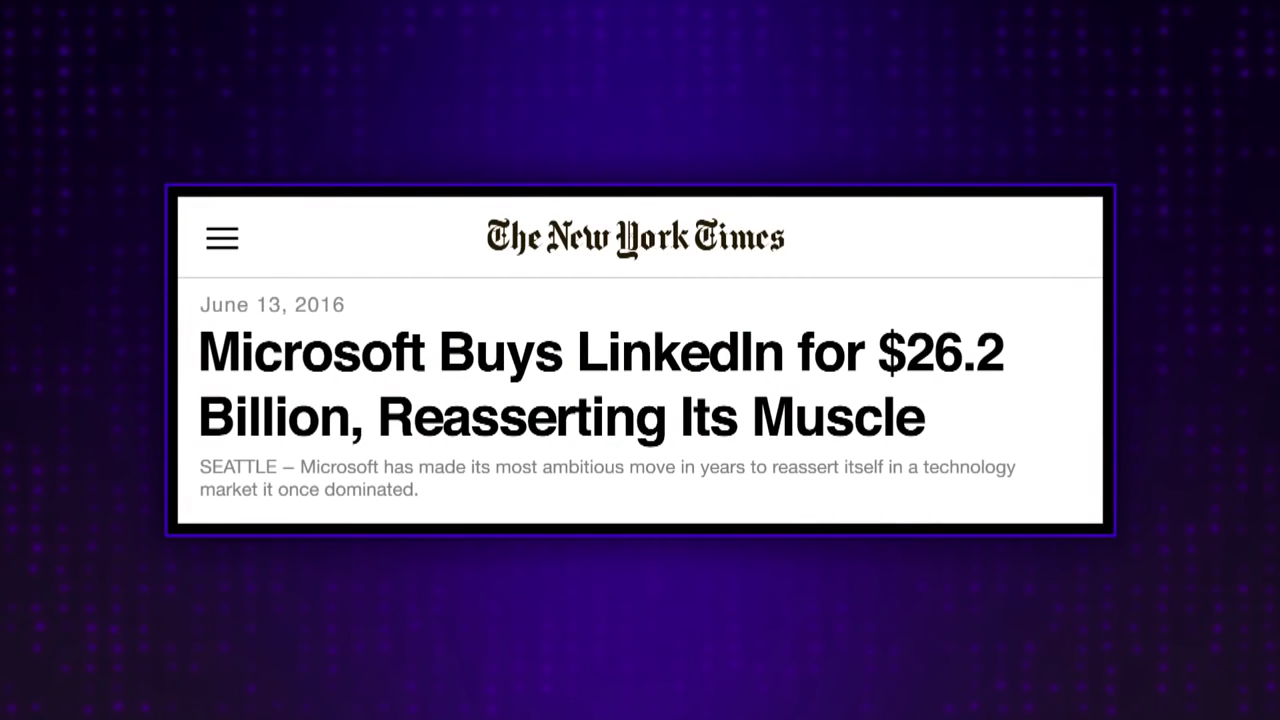 The New York Times
June 13, 2016
Microsoft Buys LinkedIn for $26.2
Billion, Reasserting Its Muscle
SEATTLE – Microsoft has made its most ambitious move in years to reassert itself in a technology
market it once dominated.